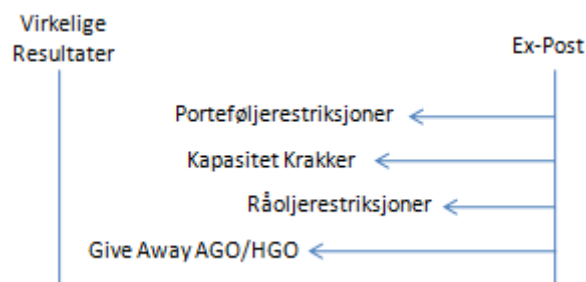 Virkelige
Resultater
Ex-Post
Porteføljerestriksjoner
Kapasitet Krakker
Råoljerestriksjoner
Give Away AGO/HGO